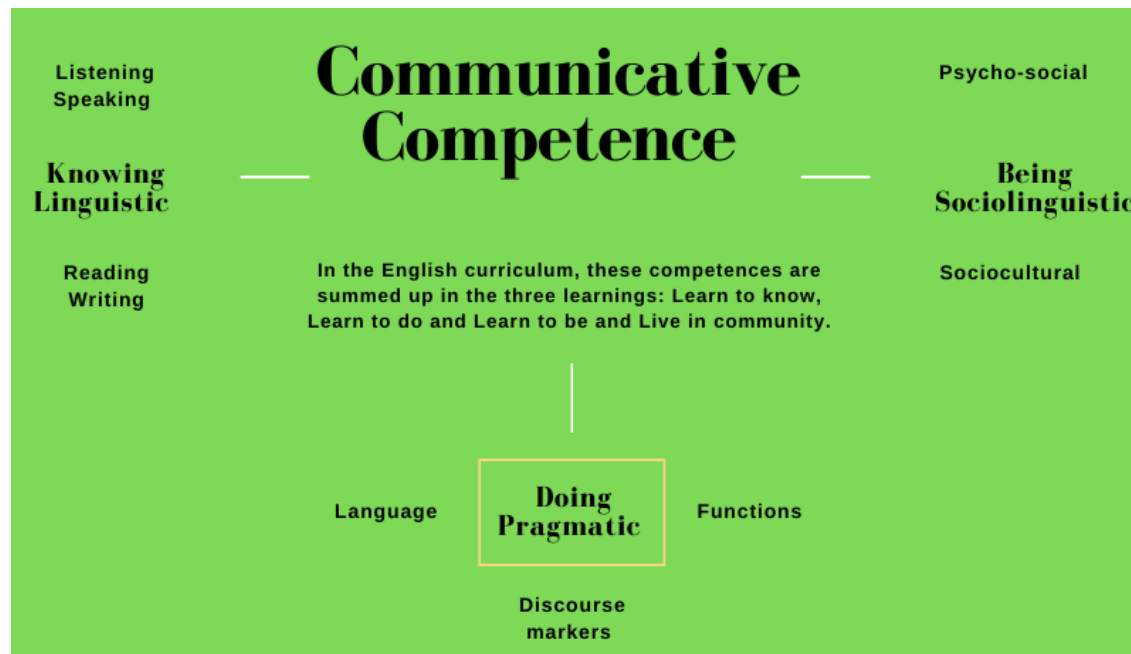 Communicative
Competence
Listening
Speaking
Knowing
Linguistic
Reading
Writing
Psycho-social
Being
Sociolinguistic
Sociocultural
In the English curriculum, these competences are
summed up in the three learnings: Learn to know,
Learn to do and Learn to be and Live in community.
Language
Doing
Pragmatic
Functions
Discourse
markers